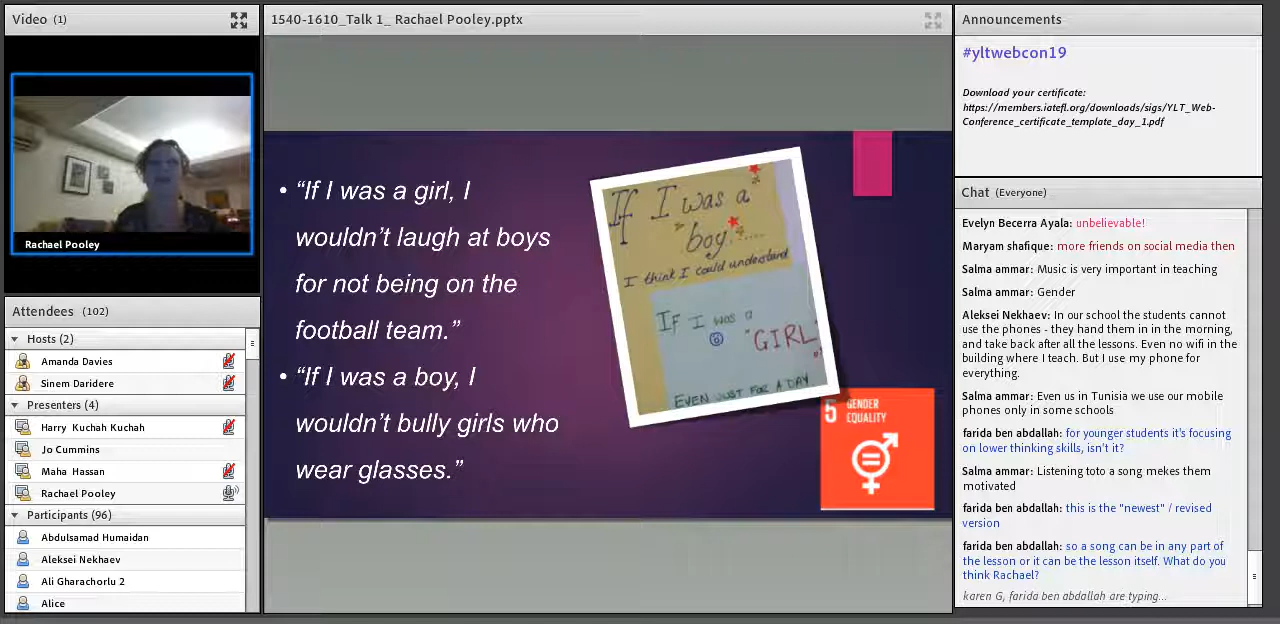 Video (1)
Rachael Pooley
Attendees (102)
Hosts (2)
Amanda Davies
Sinem Daridere
Presenters (4)
Harry Kuchah Kuchah
Jo Cummins
Maha Hassan
Rachael Pooley
Participants (96)
Abdulsamad Humaidan
Aleksei Nekhaev
Ali Gharachorlu 2
Alice
1540-1610_Talk 1_ Rachael Pooley.pptx
• “If I was a girl, I
wouldn’t laugh at boys
for not being on the
football team.”
• “If I was a boy, I
wouldn’t bully girls who
wear glasses.”
If I was a
boy.....
I think I could understand
IF I was a
"GIRL"
EVEN JUST FOR A DAY
5 GENDER
EQUALITY
Announcements
#yltwebcon19
Download your certificate:
https://members.iatefl.org/downloads/sigs/YLT_Web-
Conference_certificate_template_day_1.pdf
Chat (Everyone)
Evelyn Becerra Ayala: unbelievable!
Maryam shafique: more friends on social media then
Salma ammar: Music is very important in teaching
Salma ammar: Gender
Aleksei Nekhaev: In our school the students cannot
use the phones - they hand them in in the morning,
and take back after all the lessons. Even no wifi in the
building where I teach. But I use my phone for
everything.
Salma ammar: Even us in Tunisia we use our mobile
phones only in some schools
farida ben abdallah: for younger students it's focusing
on lower thinking skills, isn't it?
Salma ammar: Listening toto a song mekes them
motivated
farida ben abdallah: this is the "newest" / revised
version
farida ben abdallah: so a song can be in any part of
the lesson or it can be the lesson itself. What do you
think Rachael?
karen G, farida ben abdallah are typing...